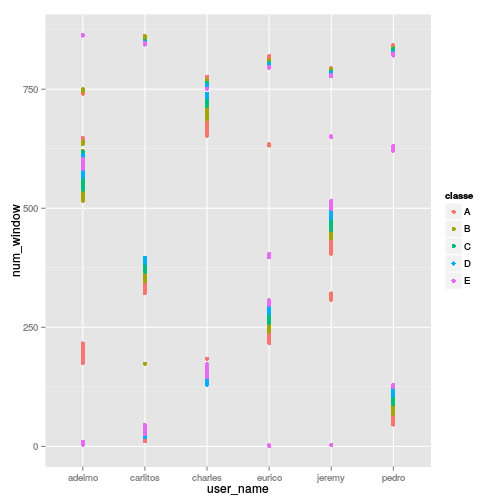 750
500
250
0
num_window
adelmo carlitos charles eurico jeremy pedro
user_name
classe
A
B
C
D
E